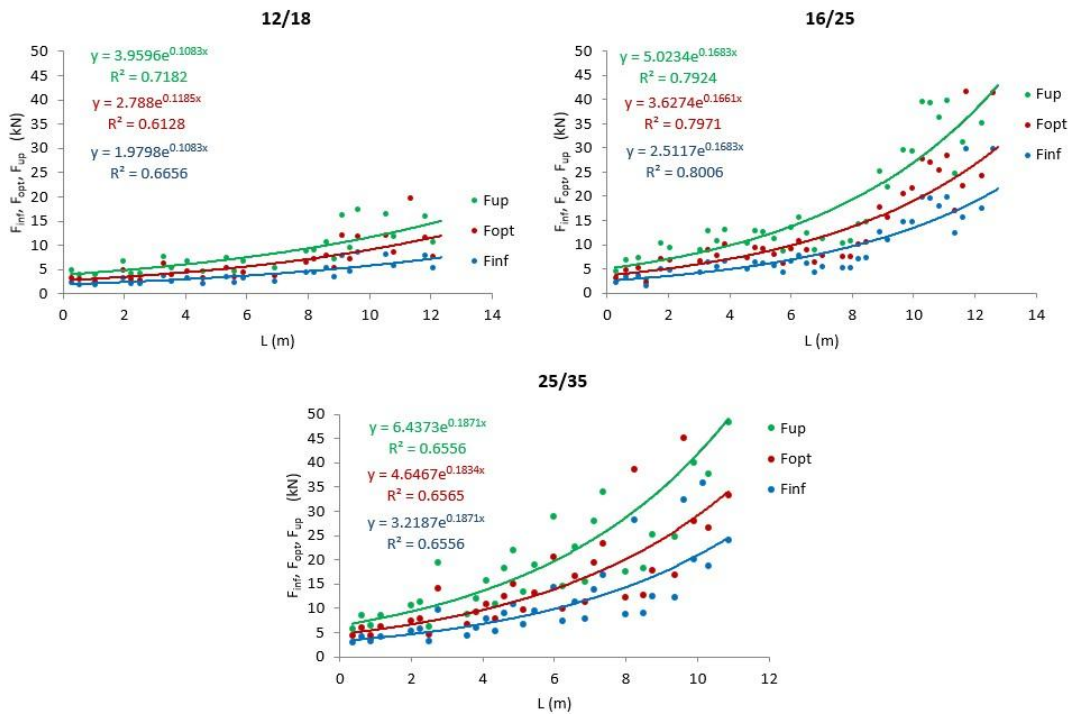 12/18
50
45
40
35
30
25
20
15
10
5
0
F_inf, F_opt, F_up (kN)
y = 3.9596e^0.1083x
R² = 0.7182
y = 2.788e^0.1185x
R² = 0.6128
y = 1.9798e^0.1083x
R² = 0.6656
Fup
Fopt
Finf
0 2 4 6 8 10 12 14
L (m)
16/25
50
45
40
35
30
25
20
15
10
5
0
F_inf, F_opt, F_up (kN)
y = 5.0234e^0.1683x
R² = 0.7924
y = 3.6274e^0.1661x
R² = 0.7971
y = 2.5117e^0.1683x
R² = 0.8006
Fup
Fopt
Finf
0 2 4 6 8 10 12 14
L (m)
25/35
50
45
40
35
30
25
20
15
10
5
0
F_inf, F_opt, F_up (kN)
y = 6.4373e^0.1871x
R² = 0.6556
y = 4.6467e^0.1834x
R² = 0.6565
y = 3.2187e^0.1871x
R² = 0.6556
Fup
Fopt
Finf
0 2 4 6 8 10 12
L (m)